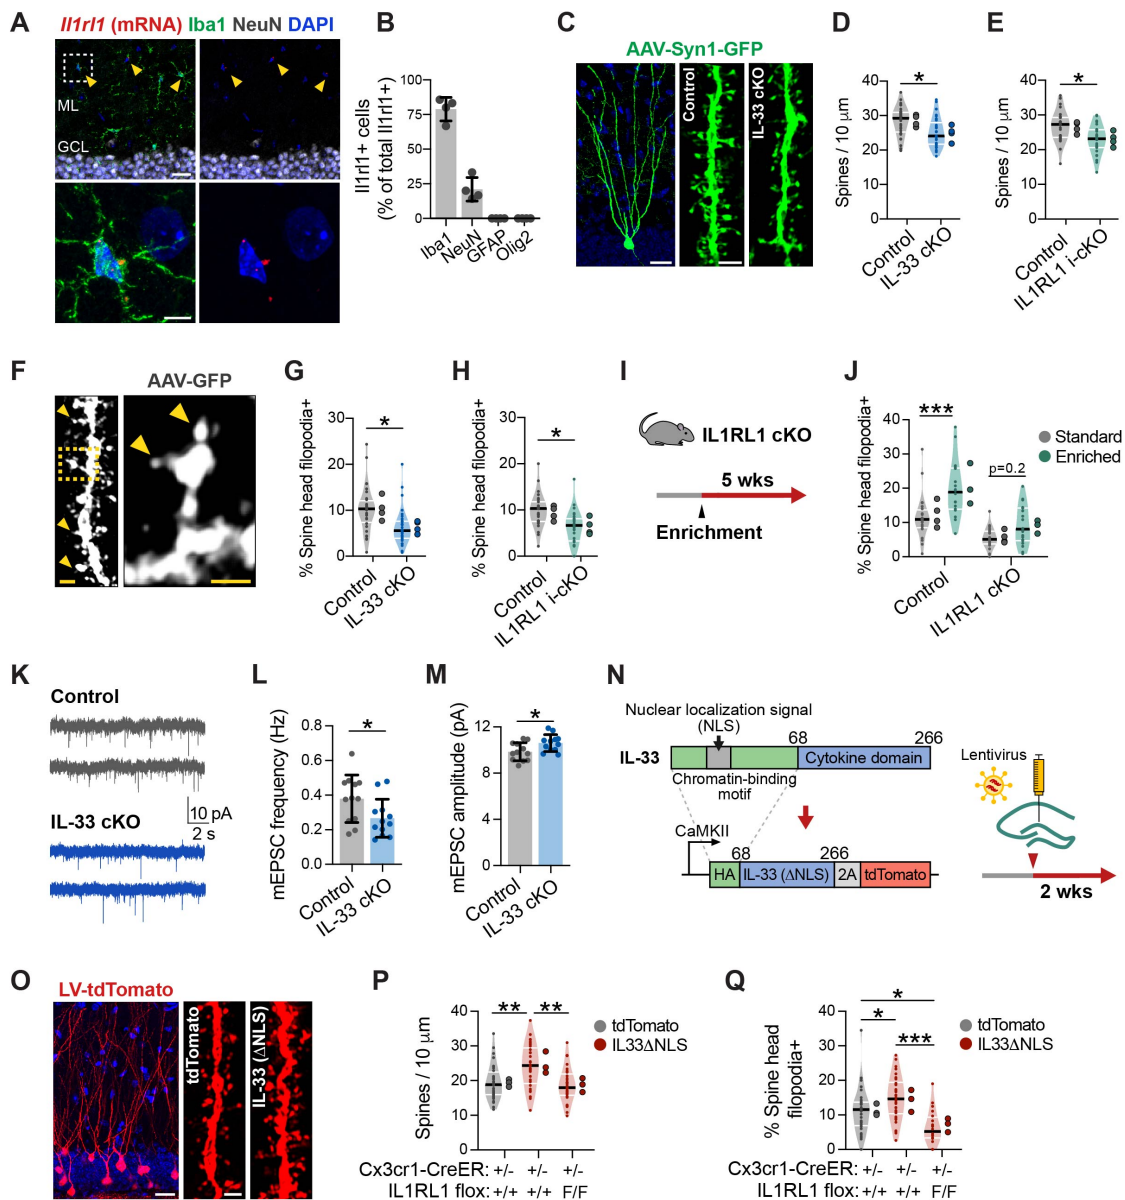 A
Il1rl1 (mRNA) Iba1 NeuN DAPI
ML
GCL
B
Il1rl1+ cells
(% of total Il1rl1+)
100
75
50
25
0
Iba1
NeuN
GFAP
Olig2
C
AAV-Syn1-GFP
Control
IL-33 cKO
D
Spines / 10 μm
40
30
20
10
0
*
Control
IL-33 cKO
E
Spines / 10 μm
40
30
20
10
0
*
Control
IL1RL1 i-cKO
F
AAV-GFP
G
% Spine head filopodia+
30
20
10
0
*
Control
IL-33 cKO
H
% Spine head filopodia+
30
20
10
0
*
Control
IL1RL1 i-cKO
I
IL1RL1 cKO
5 wks
Enrichment
J
% Spine head filopodia+
40
30
20
10
0
***
p=0.2
Standard
Enriched
Control
IL1RL1 cKO
K
Control
10 pA
2 s
IL-33 cKO
L
mEPSC frequency (Hz)
0.8
0.6
0.4
0.2
0.0
*
Control
IL-33 cKO
M
mEPSC amplitude (pA)
12
8
4
0
*
Control
IL-33 cKO
N
Nuclear localization signal
(NLS)
68
266
IL-33
Cytokine domain
Chromatin-binding
motif
CaMKII
68
266
HA
IL-33 (ΔNLS)
2A
tdTomato
Lentivirus
2 wks
O
LV-tdTomato
tdTomato
IL-33 (ΔNLS)
P
Spines / 10 μm
40
30
20
10
0
**
**
tdTomato
IL33ΔNLS
Cx3cr1-CreER: +/- +/- +/-
IL1RL1 flox: +/+ +/+ F/F
Q
% Spine head
filopodia+
40
30
20
10
0
*
*
***
tdTomato
IL33ΔNLS
Cx3cr1-CreER: +/- +/- +/-
IL1RL1 flox: +/+ +/+ F/F